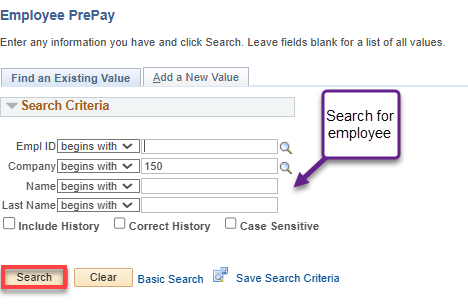 Employee PrePay
Enter any information you have and click Search. Leave fields blank for a list of all values.
Find an Existing Value
Add a New Value
Search Criteria
Search for
employee
Empl ID begins with
Company begins with 150
Name begins with
Last Name begins with
Include History Correct History Case Sensitive
Search Clear Basic Search Save Search Criteria